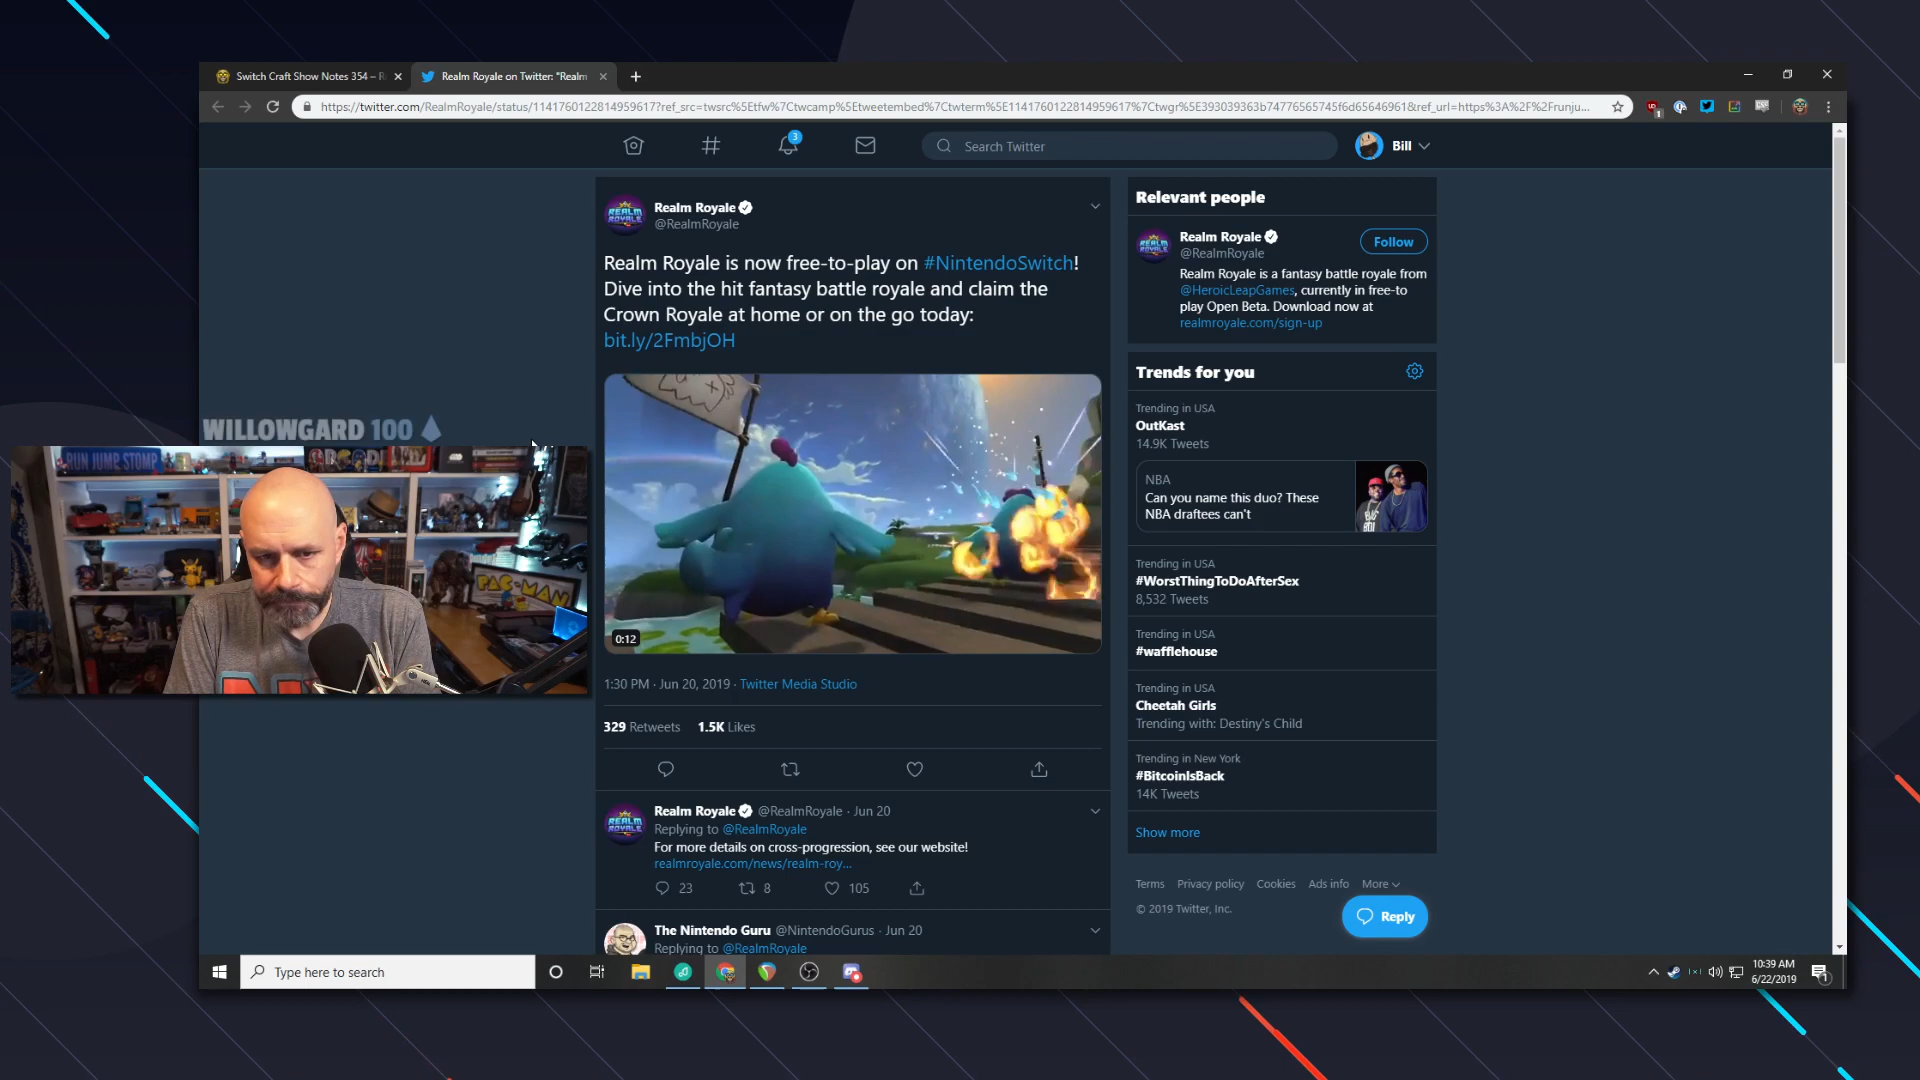 Switch Craft Show Notes 354 – R
Realm Royale on Twitter: "Realm
https://twitter.com/RealmRoyale/status/1141760122814959617?ref_src=twsrc%5Etfw%7Ctwcamp%5Etweetembed%7Ctwterm%5E1141760122814959617%7Ctwgr%5E393039363b74776565745f6d65646961&ref_url=https%3A%2F%2Frunju...
3
Search Twitter
Bill
Realm Royale
@RealmRoyale
Realm Royale is now free-to-play on #NintendoSwitch!
Dive into the hit fantasy battle royale and claim the
Crown Royale at home or on the go today:
bit.ly/2FmbjOH
0:12
1:30 PM · Jun 20, 2019 · Twitter Media Studio
329 Retweets 1.5K Likes
Realm Royale @RealmRoyale · Jun 20
Replying to @RealmRoyale
For more details on cross-progression, see our website!
realmroyale.com/news/realm-roy...
23 8 105
The Nintendo Guru @NintendoGurus · Jun 20
Replying to @RealmRoyale
Relevant people
Realm Royale
@RealmRoyale
Follow
Realm Royale is a fantasy battle royale from
@HeroicLeapGames, currently in free-to
play Open Beta. Download now at
realmroyale.com/sign-up
Trends for you
Trending in USA
OutKast
14.9K Tweets
NBA
Can you name this duo? These
NBA draftees can't
Trending in USA
#WorstThingToDoAfterSex
8,532 Tweets
Trending in USA
#wafflehouse
Trending in USA
Cheetah Girls
Trending with: Destiny's Child
Trending in New York
#BitcoinIsBack
14K Tweets
Show more
Terms Privacy policy Cookies Ads info More
© 2019 Twitter, Inc.
Reply
WILLOWGARD 100
RUN JUMP STOMP
ARCADE
PAC-MAN
REALM
ROYALE
Type here to search
10:39 AM
6/22/2019
1